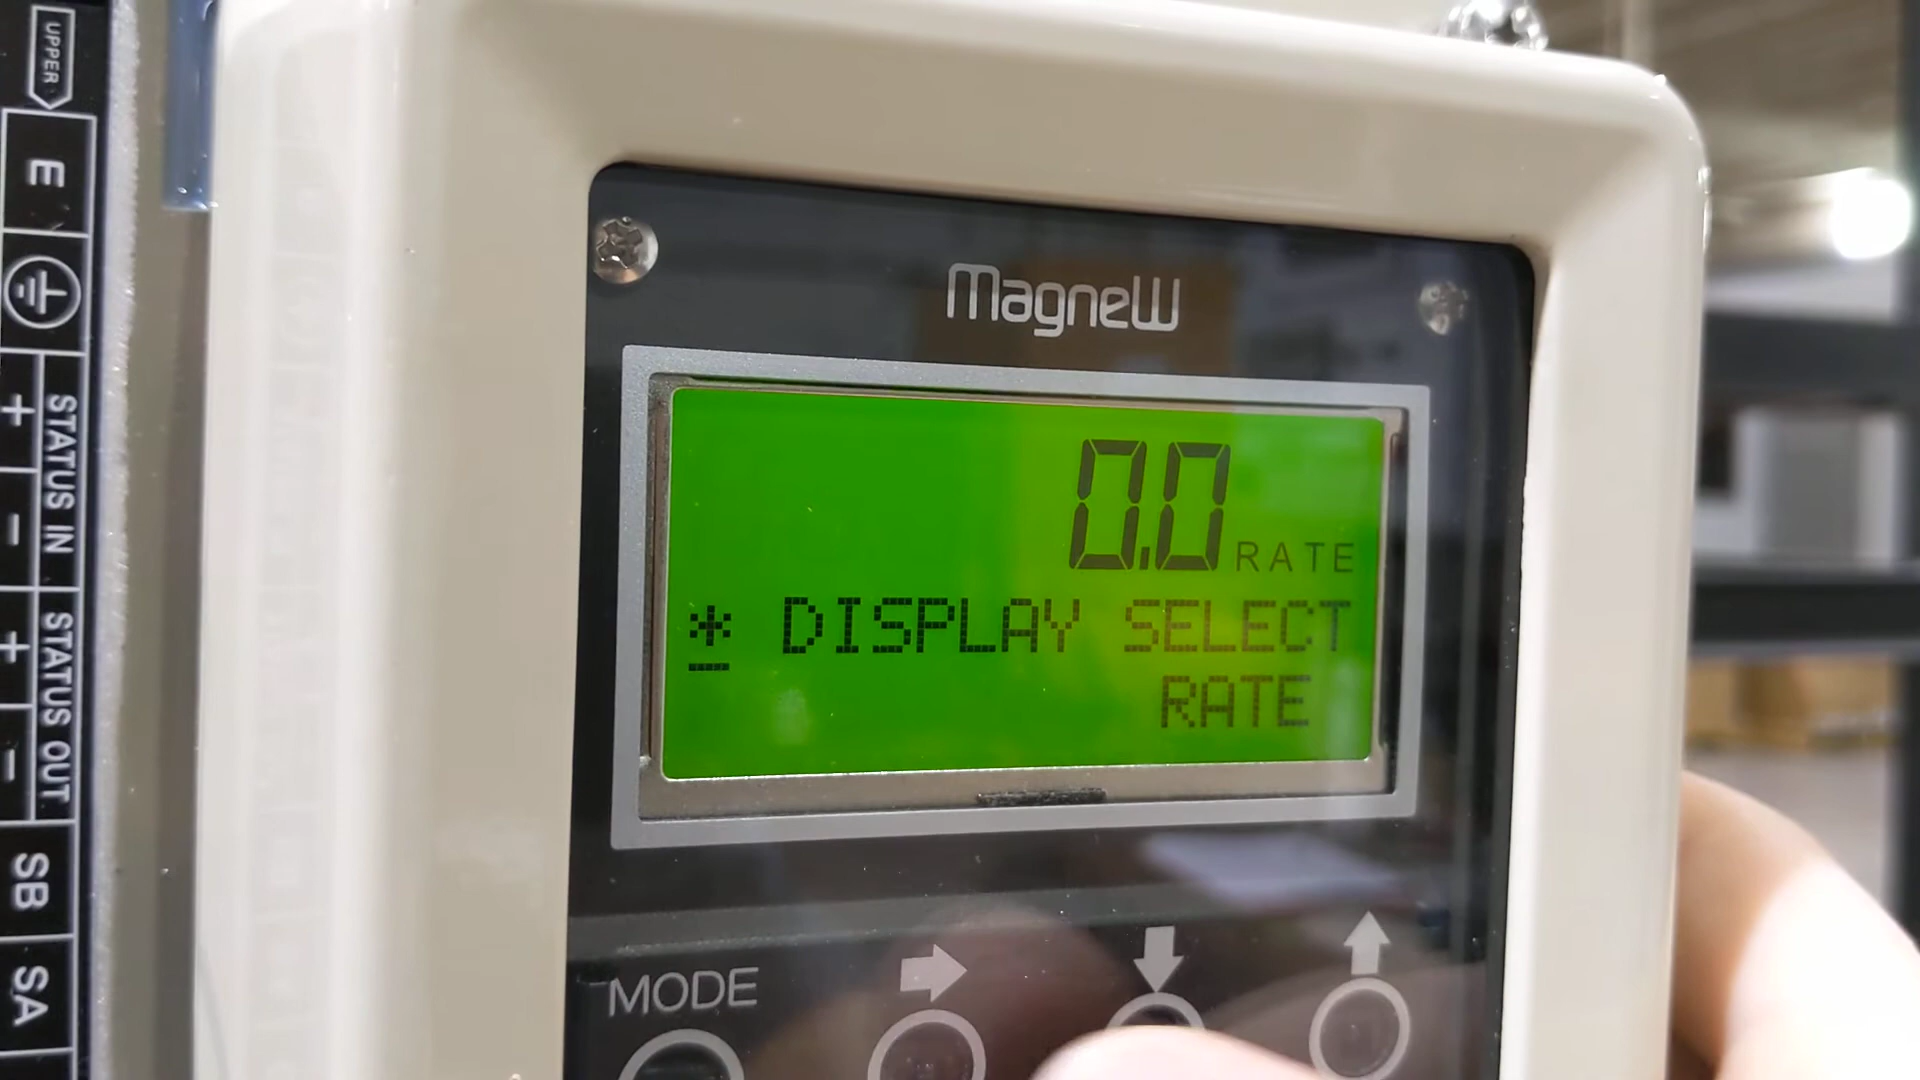 UPPER
E
+
-
STATUS IN
+
-
STATUS OUT
SB
SA
MagneW
0.0 RATE
* DISPLAY SELECT
RATE
MODE